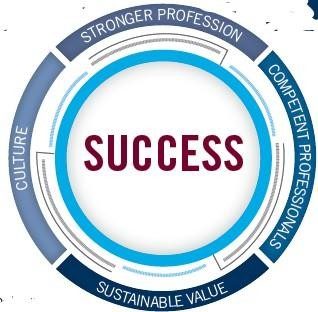 STRONGER PROFESSION
COMPETENT PROFESSIONALS
SUSTAINABLE VALUE
CULTURE
SUCCESS